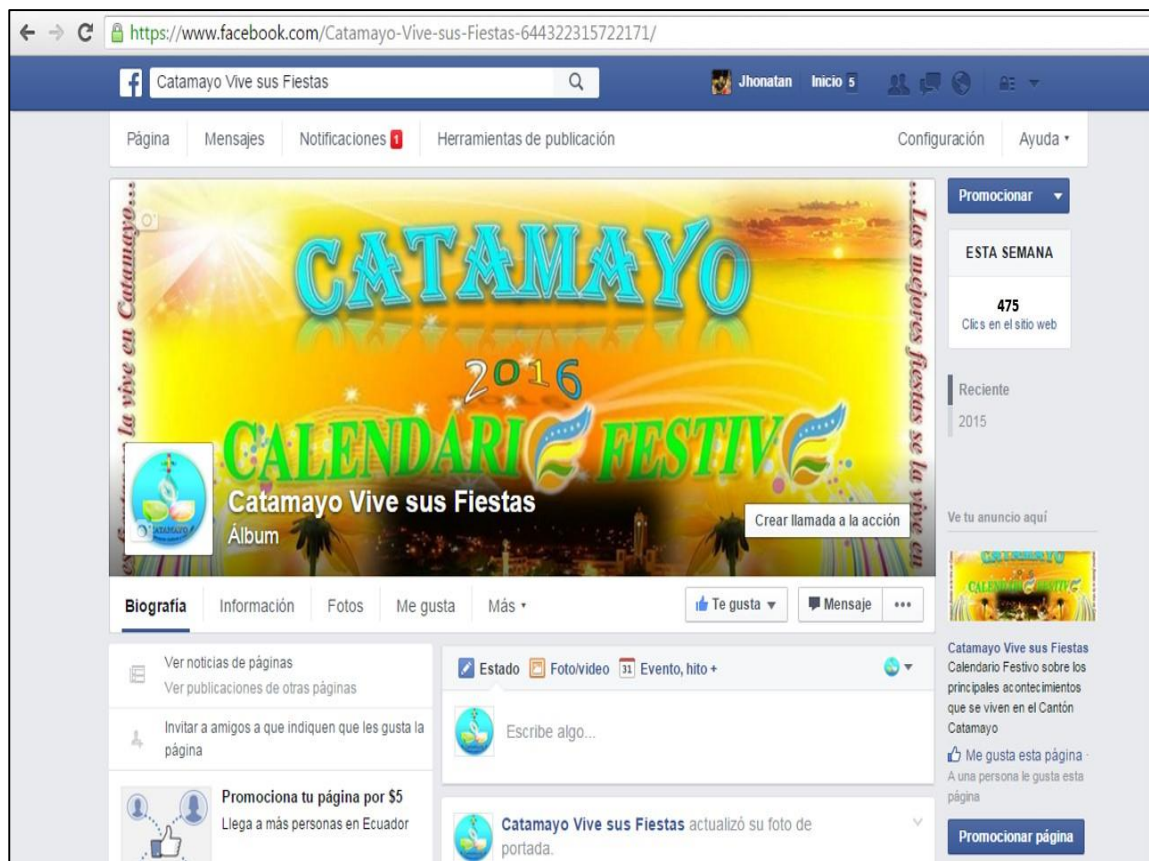 https://www.facebook.com/Catamayo-Vive-sus-Fiestas-644322315722171/
Catamayo Vive sus Fiestas
Jhonatan Inicio 5
Página Mensajes Notificaciones 1 Herramientas de publicación Configuración Ayuda
la vive en Catamayo...
CATAMAYO
2016
CALENDARIO FESTIVO
...Las mejores fiestas se la vive en
CATAMAYO
Catamayo Vive sus Fiestas
Álbum
Crear llamada a la acción
Biografía Información Fotos Me gusta Más
Te gusta Mensaje
Ver noticias de páginas
Ver publicaciones de otras páginas
Invitar a amigos a que indiquen que les gusta la
página
Promociona tu página por $5
Llega a más personas en Ecuador
Estado Foto/video 31 Evento, hito +
Escribe algo...
Catamayo Vive sus Fiestas actualizó su foto de
portada.
Promocionar
ESTA SEMANA
475
Clics en el sitio web
Reciente
2015
Ve tu anuncio aquí
CATAMAYO
2016
CALENDARIO FESTIVO
Catamayo Vive sus Fiestas
Calendario Festivo sobre los
principales acontecimientos
que se viven en el Cantón
Catamayo
Me gusta esta página ·
A una persona le gusta esta
página
Promocionar página